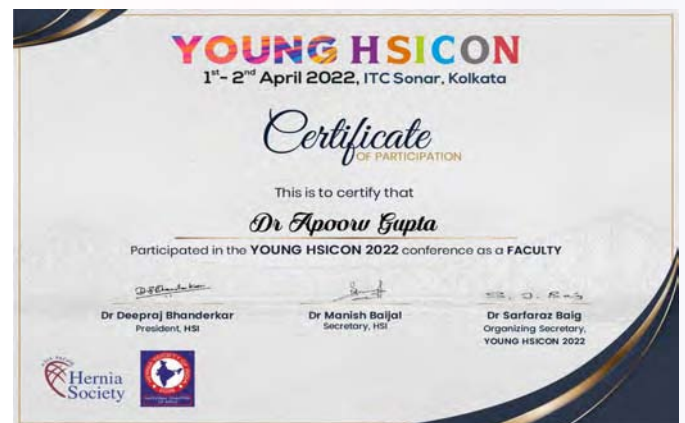 YOUNG HSICON
1st - 2nd April 2022, ITC Sonar, Kolkata
Certificate
OF PARTICIPATION
This is to certify that
Dr Apoorv Gupta
Participated in the YOUNG HSICON 2022 conference as a FACULTY
Dr Deepraj Bhanderkar
President, HSI
Dr Manish Baijal
Secretary, HSI
Dr Sarfaraz Baig
Organizing Secretary,
YOUNG HSICON 2022
ASIA PACIFIC
Hernia
Society